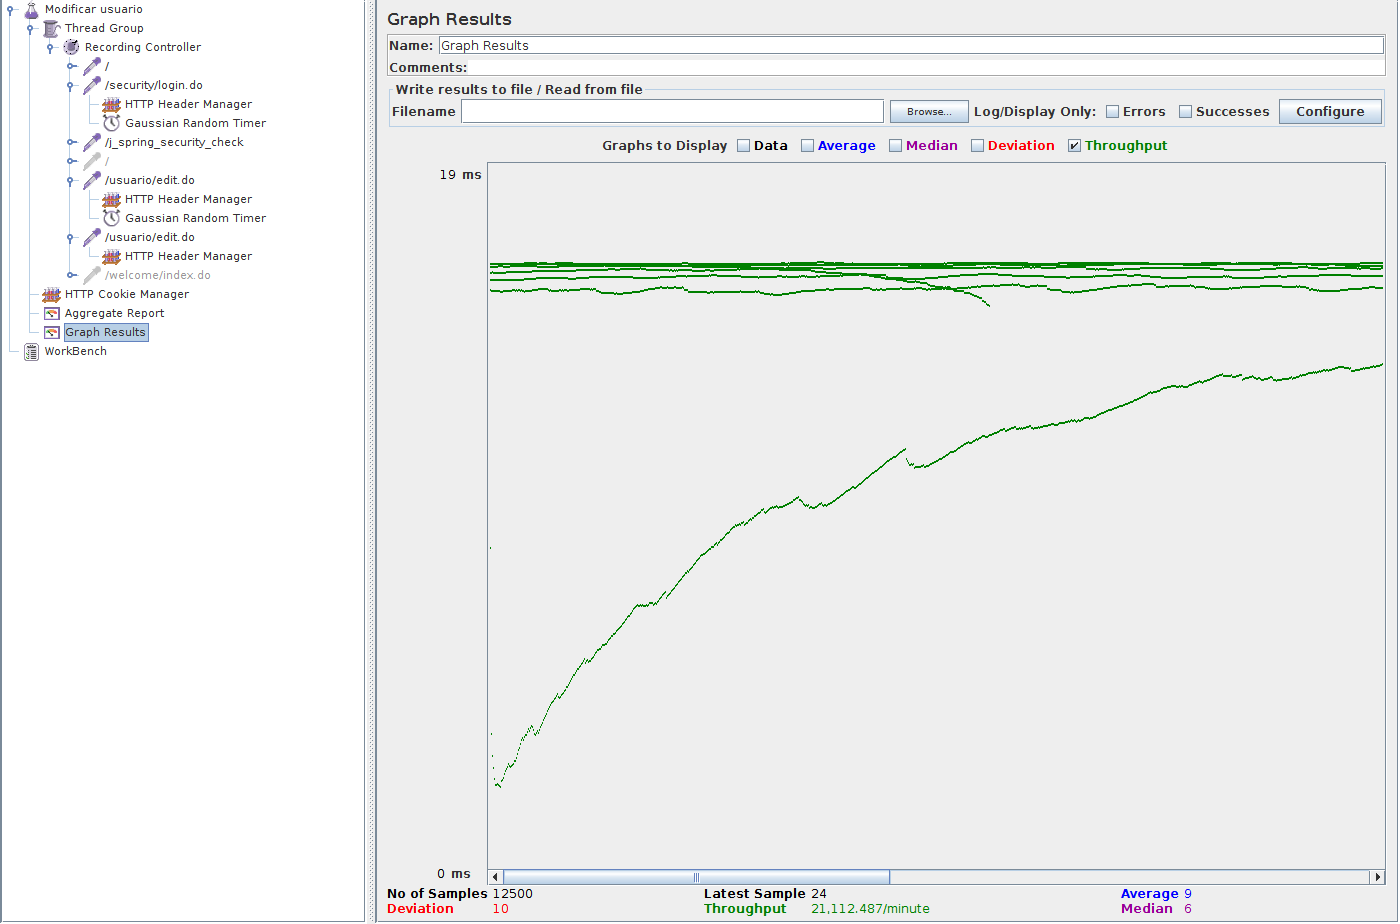 Modificar usuario
Thread Group
Recording Controller
/
/security/login.do
HTTP Header Manager
Gaussian Random Timer
/j_spring_security_check
/
/usuario/edit.do
HTTP Header Manager
Gaussian Random Timer
/usuario/edit.do
HTTP Header Manager
/welcome/index.do
HTTP Cookie Manager
Aggregate Report
Graph Results
WorkBench
Graph Results
Name: Graph Results
Comments:
Write results to file / Read from file
Filename Browse... Log/Display Only: Errors Successes Configure
Graphs to Display Data Average Median Deviation Throughput
19 ms
0 ms
No of Samples 12500 Latest Sample 24 Average 9
Deviation 10 Throughput 21,112.487/minute Median 6